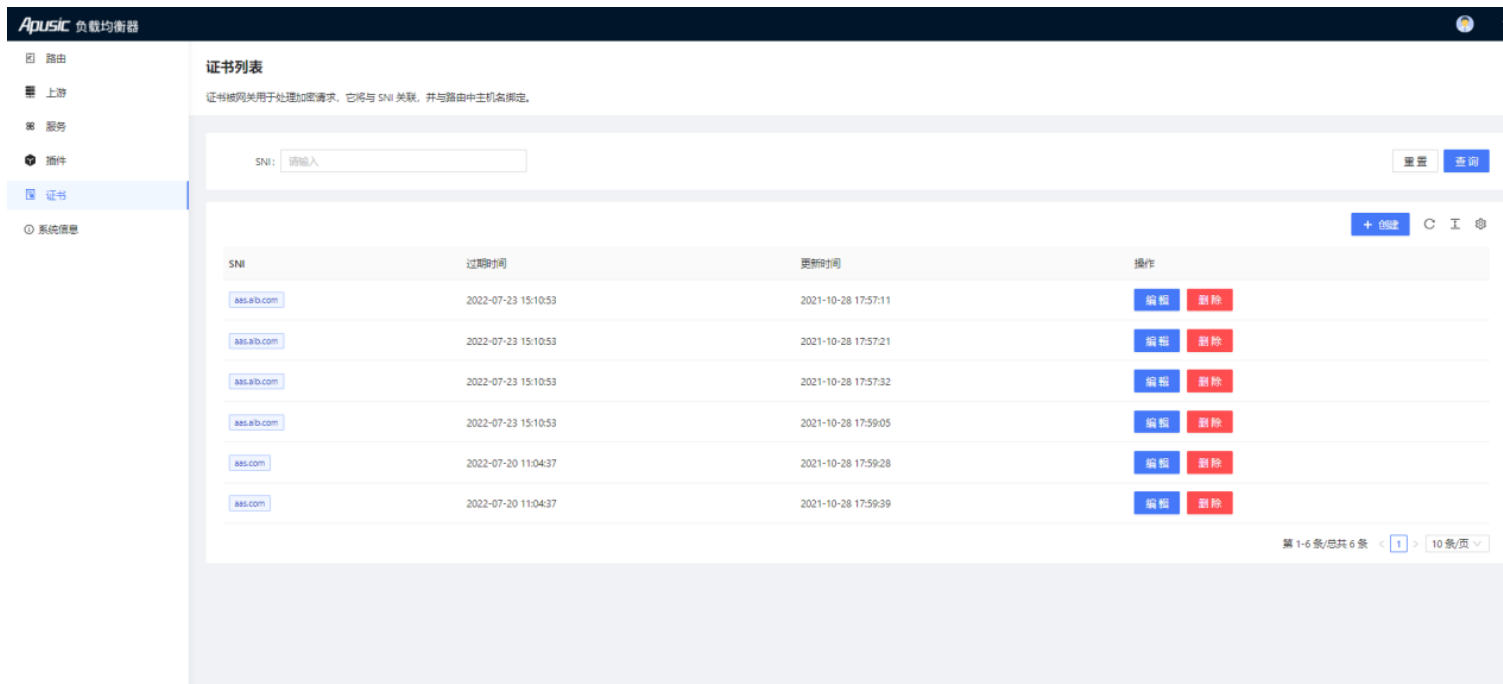 Apusic 负载均衡器
路由
上游
服务
插件
证书
系统信息
证书列表
证书被网关用于处理加密请求，它将与 SNI 关联，并与路由中主机名绑定。
SNI: 请输入 重置 查询
+ 创建
SNI 过期时间 更新时间 操作
aas.alb.com 2022-07-23 15:10:53 2021-10-28 17:57:11 编辑 删除
aas.alb.com 2022-07-23 15:10:53 2021-10-28 17:57:21 编辑 删除
aas.alb.com 2022-07-23 15:10:53 2021-10-28 17:57:32 编辑 删除
aas.alb.com 2022-07-23 15:10:53 2021-10-28 17:59:05 编辑 删除
aas.com 2022-07-20 11:04:37 2021-10-28 17:59:28 编辑 删除
aas.com 2022-07-20 11:04:37 2021-10-28 17:59:39 编辑 删除
第 1-6 条/总共 6 条 < 1 > 10 条/页